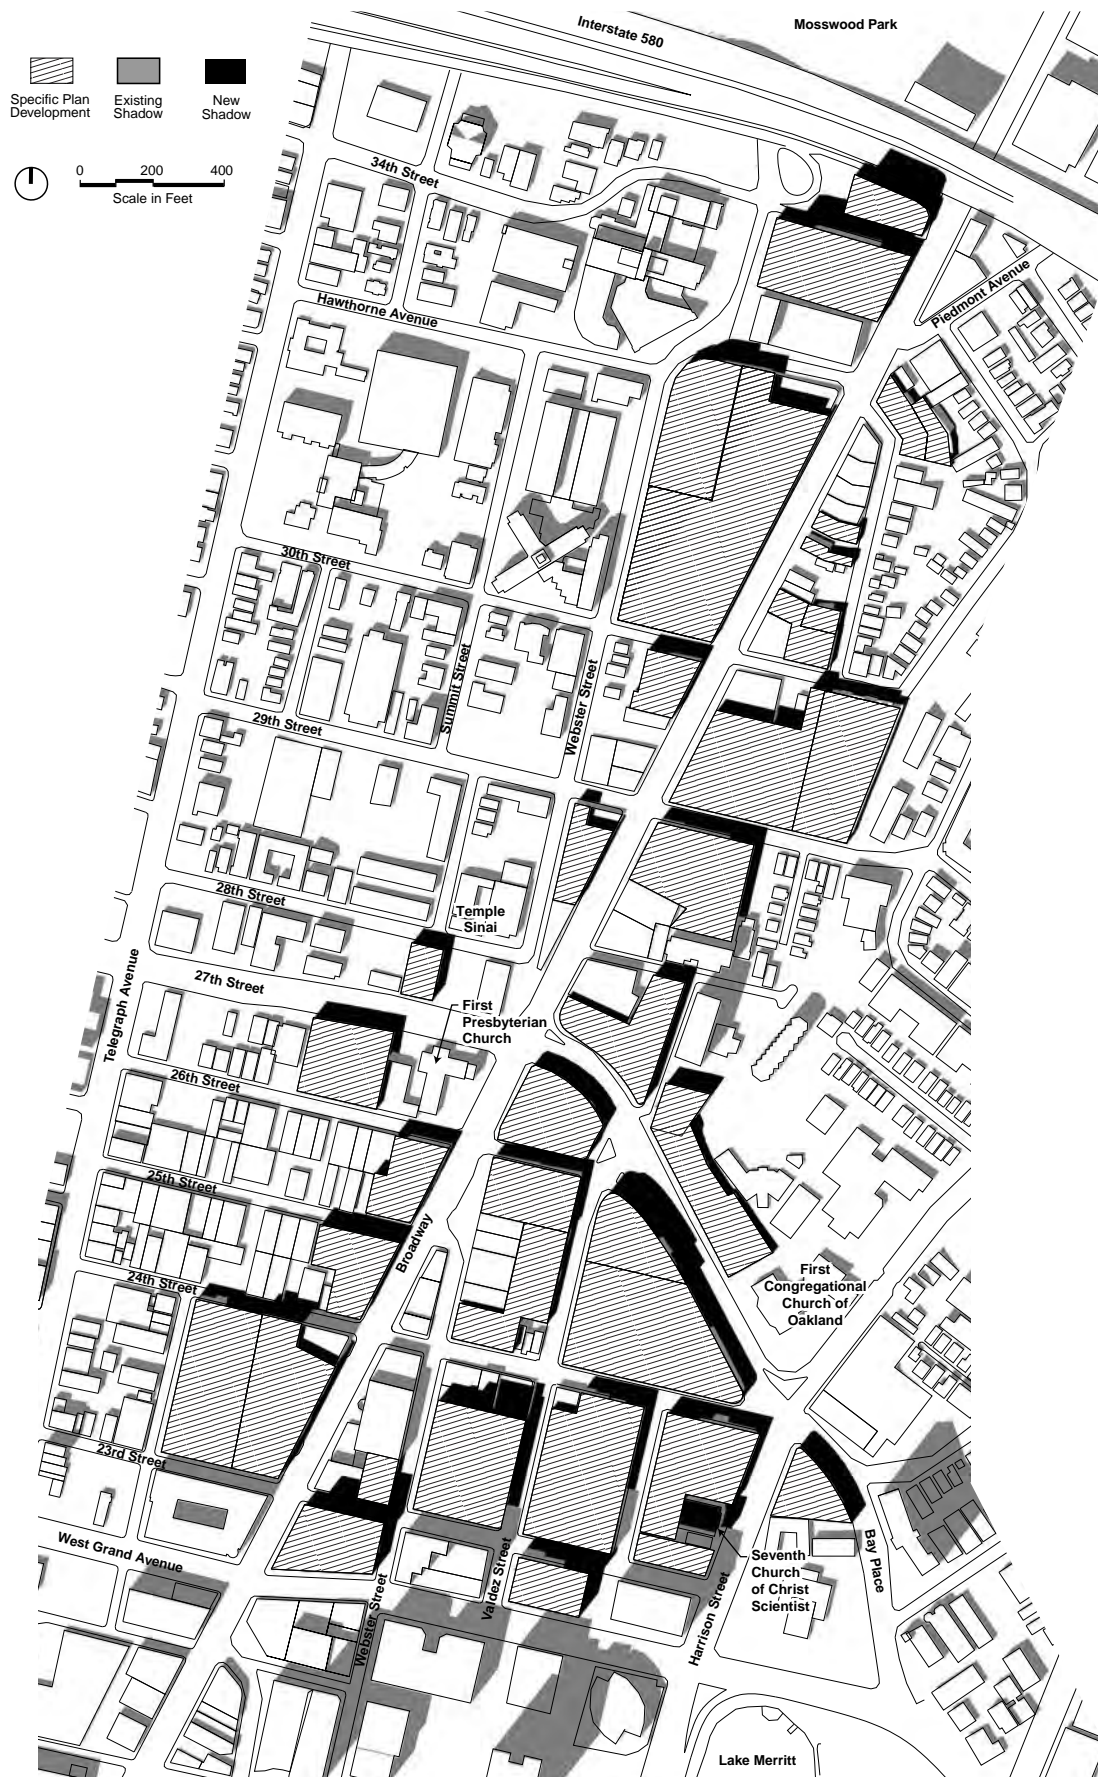 Interstate 580
Mosswood Park
Specific Plan
Development
Existing
Shadow
New
Shadow
0 200 400
Scale in Feet
34th Street
Piedmont Avenue
Hawthorne Avenue
30th Street
Summit Street
Webster Street
29th Street
28th Street
Temple
Sinai
Telegraph Avenue
27th Street
First
Presbyterian
Church
26th Street
25th Street
Broadway
24th Street
First
Congregational
Church of
Oakland
23rd Street
West Grand Avenue
Webster Street
Valdez Street
Harrison Street
Seventh
Church
of Christ
Scientist
Bay Place
Lake Merritt